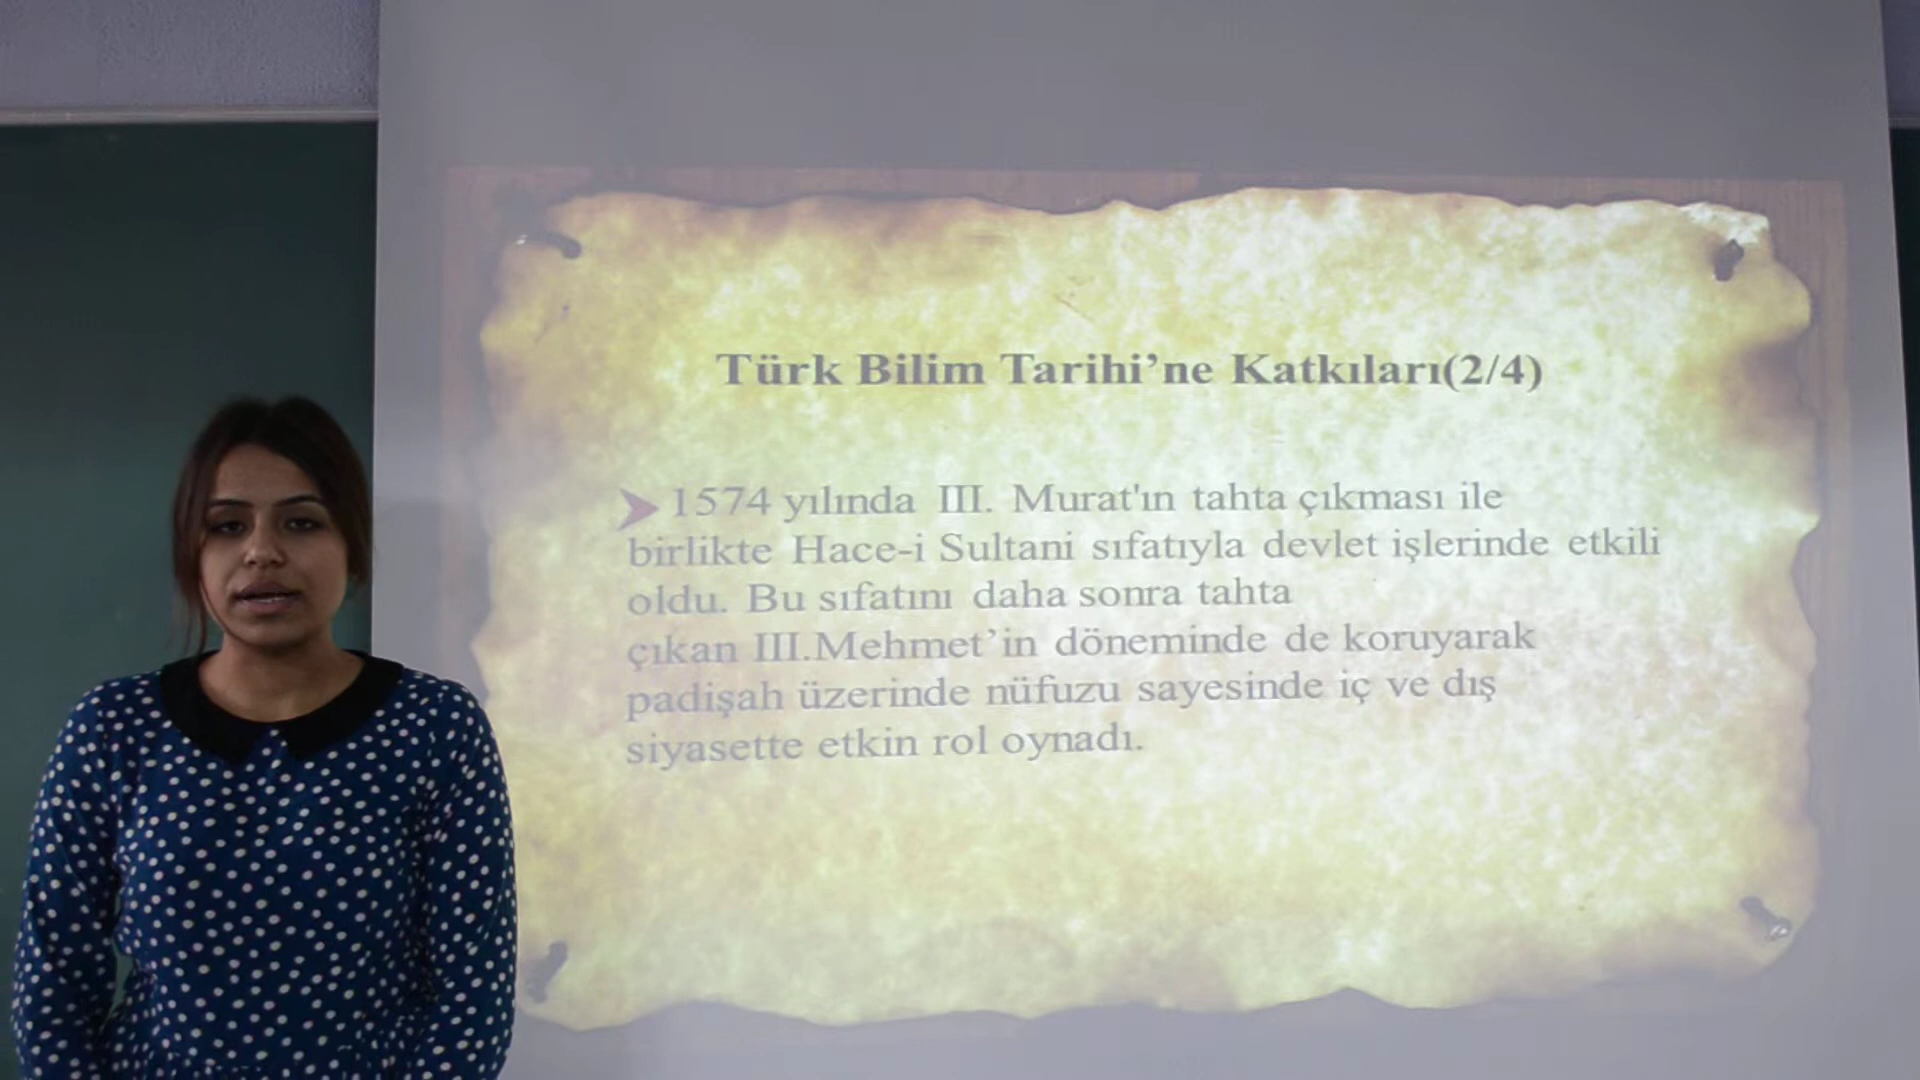 Türk Bilim Tarihi’ne Katkıları(2/4)
1574 yılında III. Murat'ın tahta çıkması ile
birlikte Hace-i Sultani sıfatıyla devlet işlerinde etkili
oldu. Bu sıfatını daha sonra tahta
çıkan III.Mehmet’in döneminde de koruyarak
padişah üzerinde nüfuzu sayesinde iç ve dış
siyasette etkin rol oynadı.